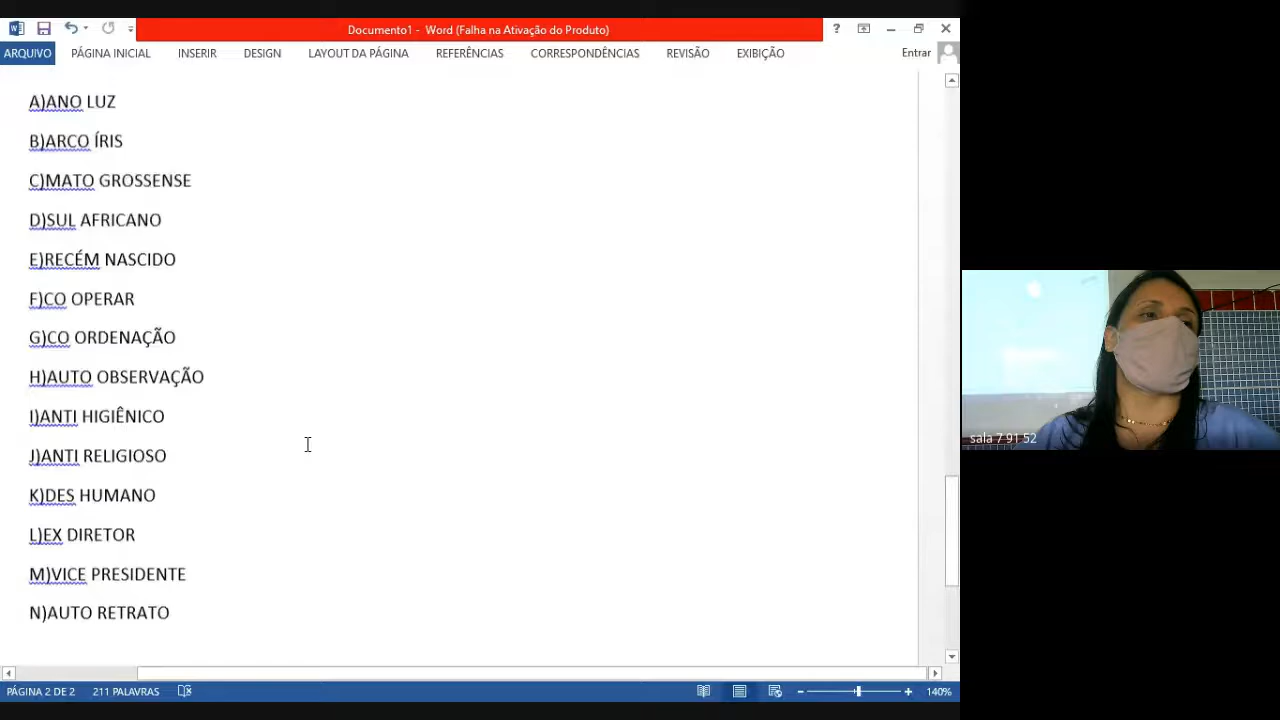 Documento1 - Word (Falha na Ativação do Produto)
?
ARQUIVO PÁGINA INICIAL INSERIR DESIGN LAYOUT DA PÁGINA REFERÊNCIAS CORRESPONDÊNCIAS REVISÃO EXIBIÇÃO Entrar
A)ANO LUZ
B)ARCO ÍRIS
C)MATO GROSSENSE
D)SUL AFRICANO
E)RECÉM NASCIDO
F)CO OPERAR
G)CO ORDENAÇÃO
H)AUTO OBSERVAÇÃO
I)ANTI HIGIÊNICO
J)ANTI RELIGIOSO
K)DES HUMANO
L)EX DIRETOR
M)VICE PRESIDENTE
N)AUTO RETRATO
PÁGINA 2 DE 2 211 PALAVRAS 140%
sala 7 91 52